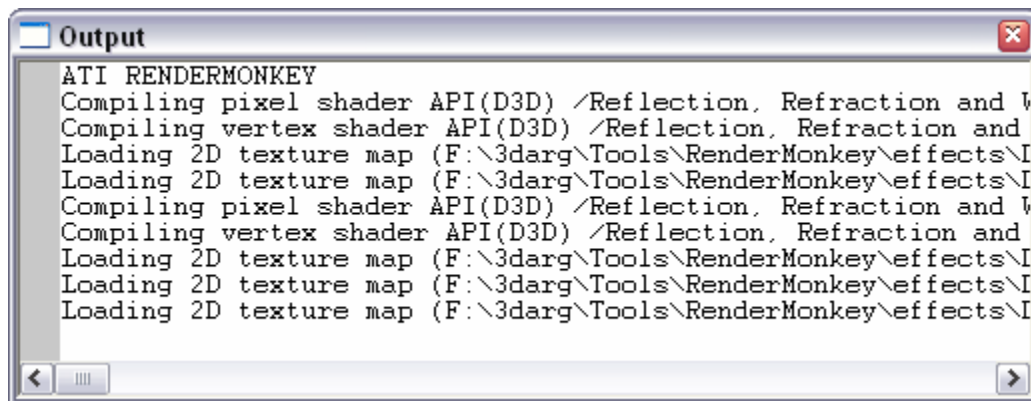 Output
ATI RENDERMONKEY
Compiling pixel shader API(D3D) /Reflection, Refraction and
Compiling vertex shader API(D3D) /Reflection, Refraction and
Loading 2D texture map (F:\3darg\Tools\RenderMonkey\effects\
Loading 2D texture map (F:\3darg\Tools\RenderMonkey\effects\
Compiling pixel shader API(D3D) /Reflection, Refraction and
Compiling vertex shader API(D3D) /Reflection, Refraction and
Loading 2D texture map (F:\3darg\Tools\RenderMonkey\effects\
Loading 2D texture map (F:\3darg\Tools\RenderMonkey\effects\
Loading 2D texture map (F:\3darg\Tools\RenderMonkey\effects\